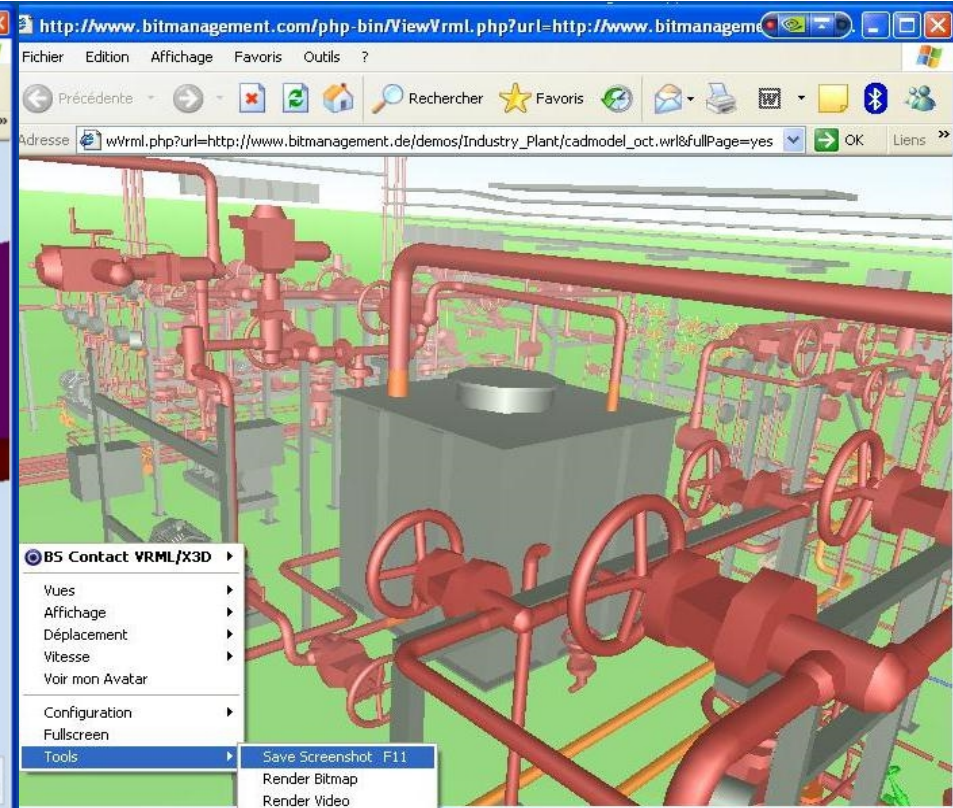 http://www.bitmanagement.com/php-bin/ViewVrml.php?url=http://www.bitmanageme
Fichier Edition Affichage Favoris Outils ?
Précédente Rechercher Favoris
Adresse wVrml.php?url=http://www.bitmanagement.de/demos/Industry_Plant/cadmodel_oct.wrl&fullPage=yes OK Liens »
BS Contact VRML/X3D
Vues
Affichage
Déplacement
Vitesse
Voir mon Avatar
Configuration
Fullscreen
Tools
Save Screenshot F11
Render Bitmap
Render Video